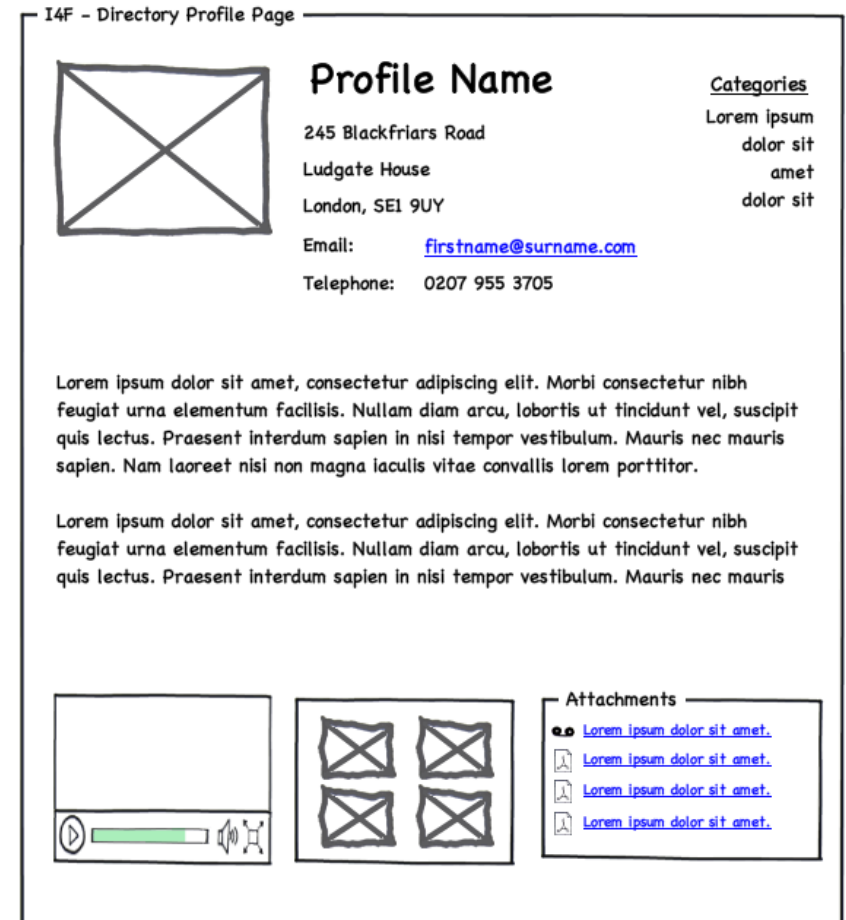 I4F - Directory Profile Page
Profile Name
245 Blackfriars Road
Ludgate House
London, SE1 9UY
Email: firstname@surname.com
Telephone: 0207 955 3705
Categories
Lorem ipsum
dolor sit
amet
dolor sit
Lorem ipsum dolor sit amet, consectetur adipiscing elit. Morbi consectetur nibh
feugiat urna elementum facilisis. Nullam diam arcu, lobortis ut tincidunt vel, suscipit
quis lectus. Praesent interdum sapien in nisi tempor vestibulum. Mauris nec mauris
sapien. Nam laoreet nisi non magna iaculis vitae convallis lorem porttitor.
Lorem ipsum dolor sit amet, consectetur adipiscing elit. Morbi consectetur nibh
feugiat urna elementum facilisis. Nullam diam arcu, lobortis ut tincidunt vel, suscipit
quis lectus. Praesent interdum sapien in nisi tempor vestibulum. Mauris nec mauris
Attachments
Lorem ipsum dolor sit amet.
Lorem ipsum dolor sit amet.
Lorem ipsum dolor sit amet.
Lorem ipsum dolor sit amet.